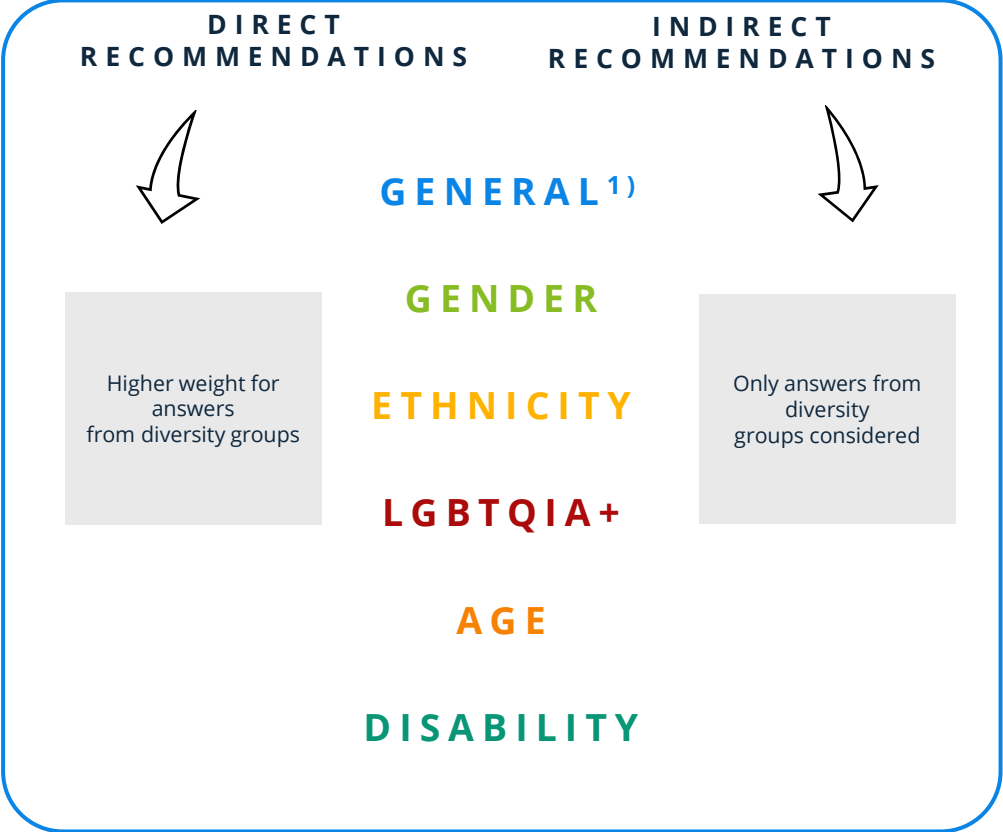 DIRECT
RECOMMENDATIONS
INDIRECT
RECOMMENDATIONS
GENERAL1)
GENDER
Higher weight for
answers
from diversity groups
ETHNICITY
Only answers from
diversity
groups considered
LGBTQIA+
AGE
DISABILITY